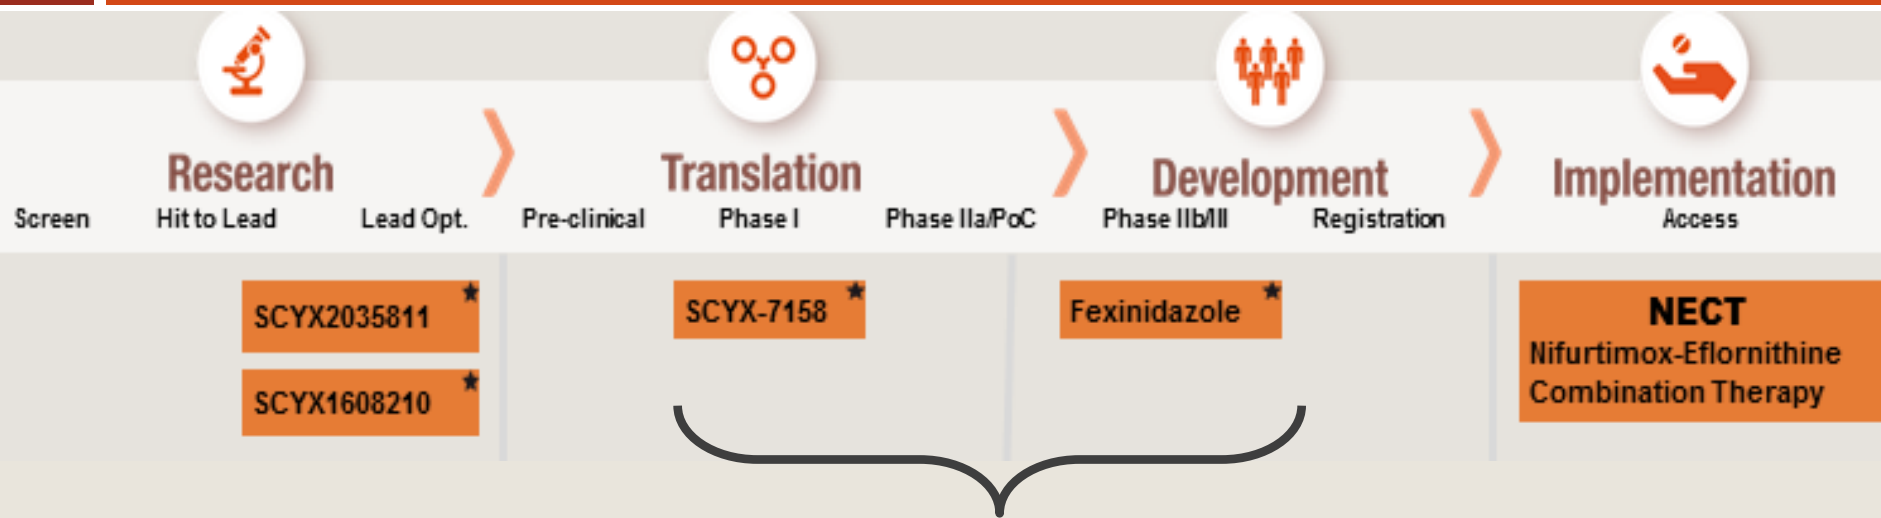 Research
Translation
Development
Implementation
Screen Hit to Lead Lead Opt. Pre-clinical Phase I Phase IIa/PoC Phase IIb/III Registration Access
SCYX2035811
SCYX-7158
Fexinidazole
NECT
Nifurtimox-Eflornithine
Combination Therapy
SCYX1608210